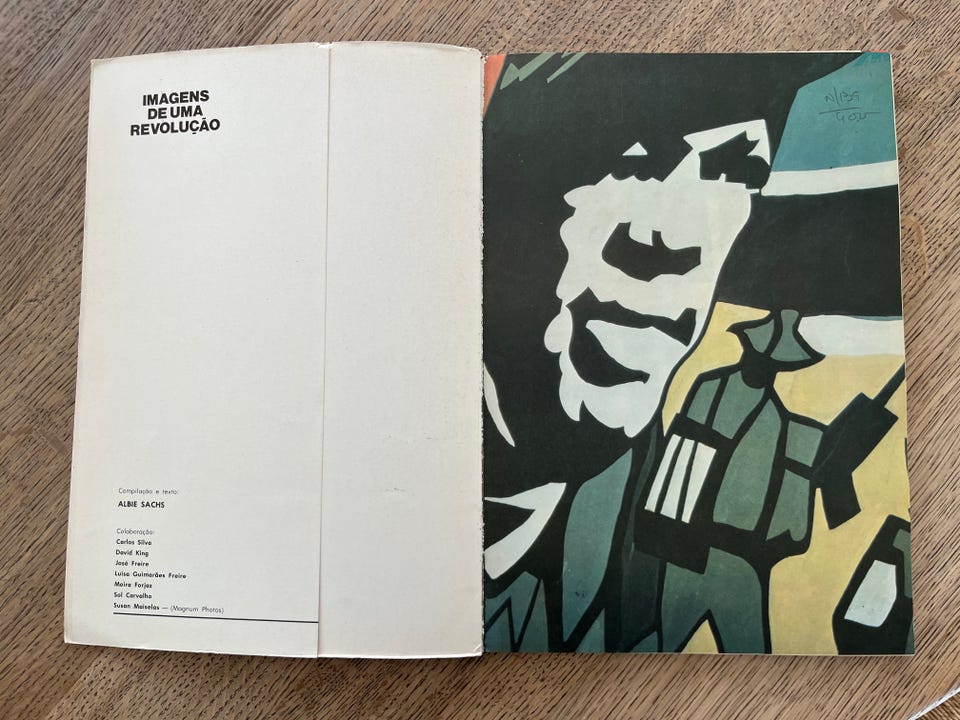 IMAGENS
DE UMA
REVOLUÇÃO
Compilação e texto:
ALBIE SACHS
Colaboração:
Carlos Silva
David King
José Freire
Luisa Guimarães Freire
Moira Forjaz
Sol Carvalho
Susan Maiselas — (Magnum Photos)